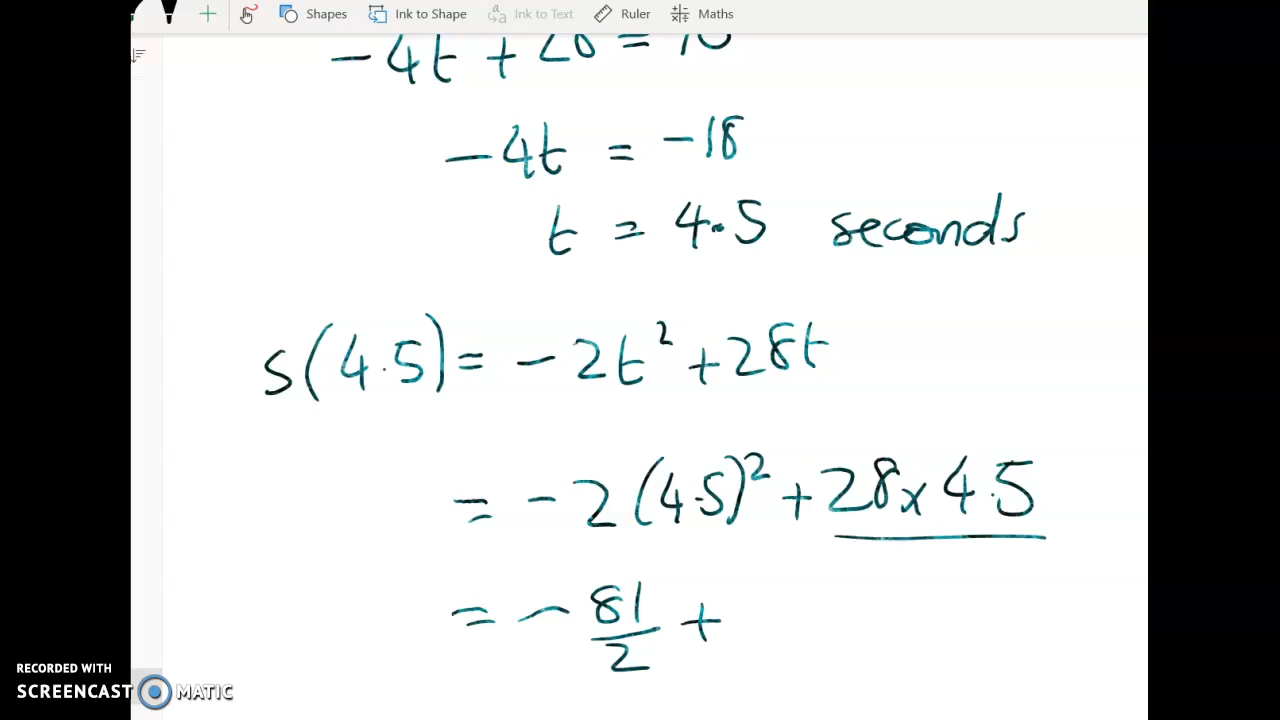 Shapes Ink to Shape Ink to Text Ruler Maths
-4t + 28 = 10
-4t = -18
t = 4.5 seconds
s(4.5) = -2t² + 28t
= -2(4.5)² + 28 x 4.5
= - 81/2 +
RECORDED WITH
SCREENCAST MATIC